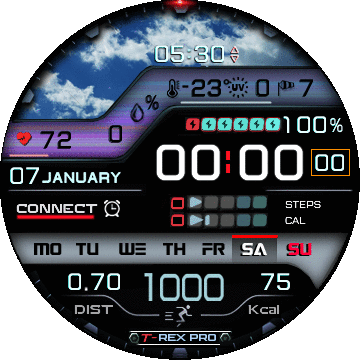 05:30
-23° UV 0 7
72 0 %
100%
00:00 00
07 JANUARY
CONNECT
STEPS
CAL
MO TU WE TH FR SA SU
0.70 1000 75
DIST Kcal
T-REX PRO